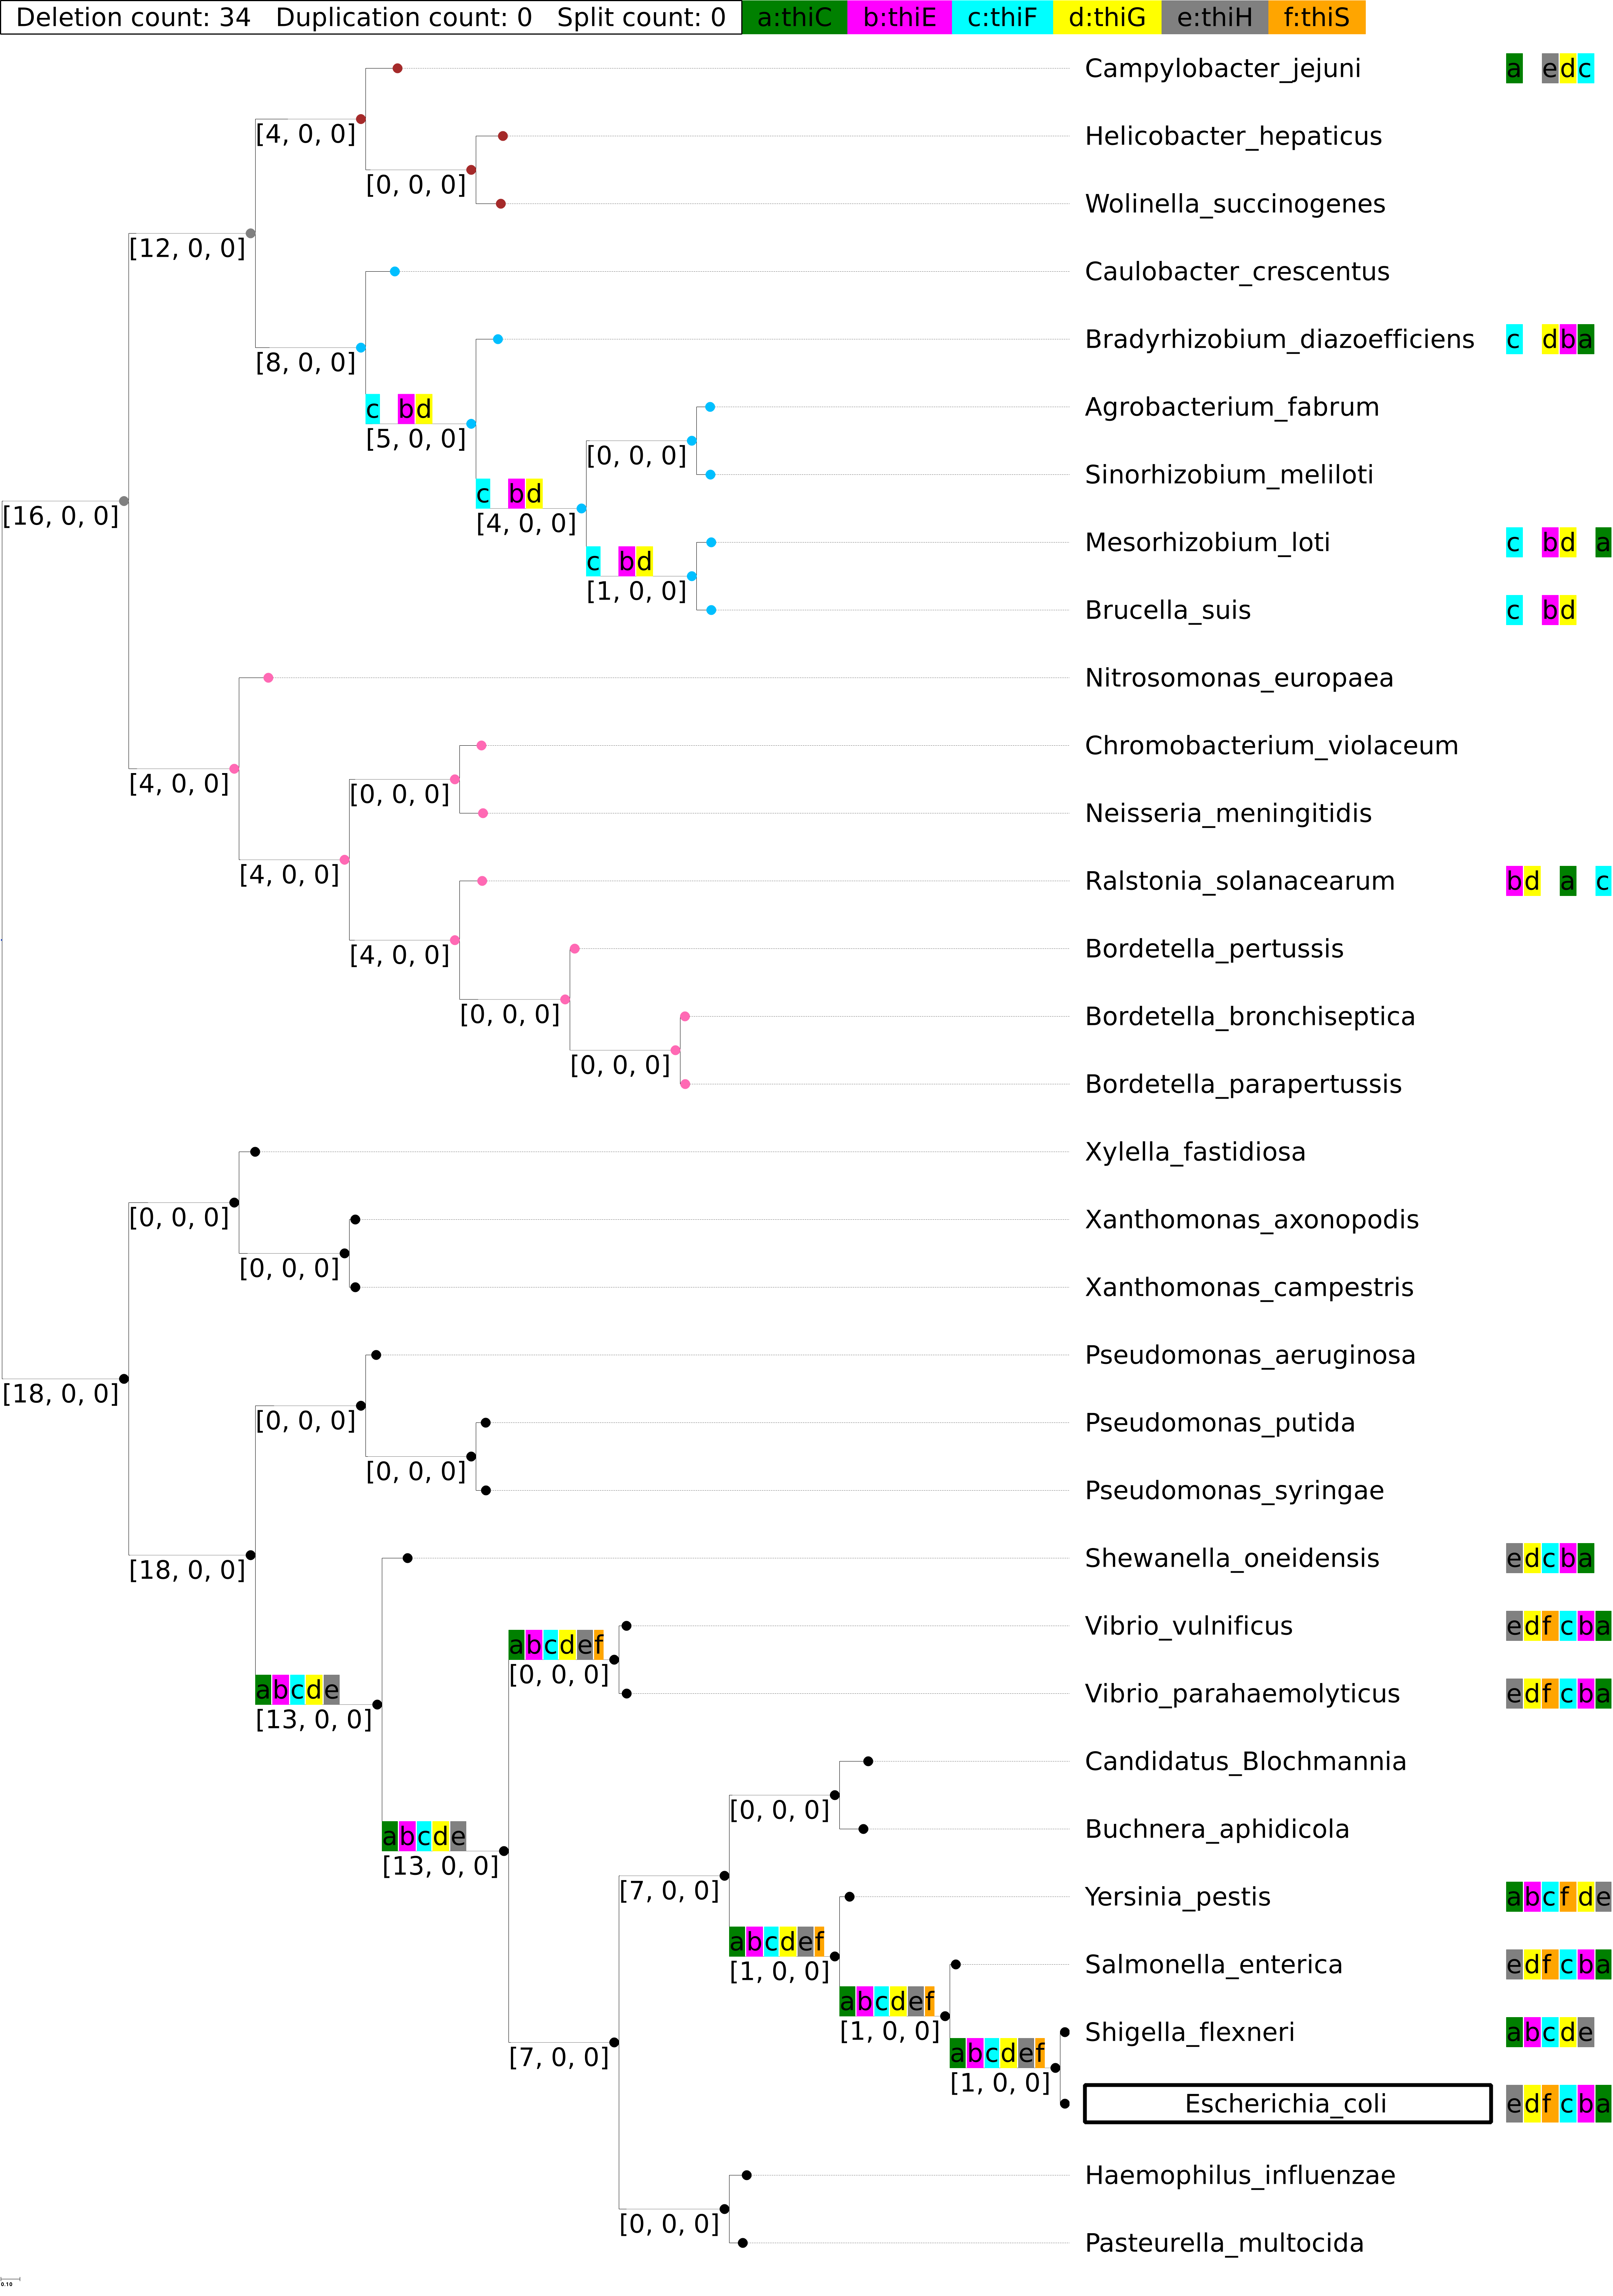 Deletion count: 34 Duplication count: 0 Split count: 0 a:thiC b:thiE c:thiF d:thiG e:thiH f:thiS
Campylobacter_jejuni a edc
[4, 0, 0]
Helicobacter_hepaticus
[0, 0, 0]
Wolinella_succinogenes
[12, 0, 0]
Caulobacter_crescentus
Bradyrhizobium_diazoefficiens c dba
[8, 0, 0]
Agrobacterium_fabrum
c bd
[5, 0, 0]
[0, 0, 0]
Sinorhizobium_meliloti
c bd
[16, 0, 0]
[4, 0, 0]
Mesorhizobium_loti c bd a
c bd
[1, 0, 0]
Brucella_suis c bd
Nitrosomonas_europaea
Chromobacterium_violaceum
[4, 0, 0]
[0, 0, 0]
Neisseria_meningitidis
[4, 0, 0]
Ralstonia_solanacearum bd a c
Bordetella_pertussis
[4, 0, 0]
[0, 0, 0]
Bordetella_bronchiseptica
[0, 0, 0]
Bordetella_parapertussis
Xylella_fastidiosa
[0, 0, 0]
Xanthomonas_axonopodis
[0, 0, 0]
Xanthomonas_campestris
Pseudomonas_aeruginosa
[18, 0, 0]
[0, 0, 0]
Pseudomonas_putida
[0, 0, 0]
Pseudomonas_syringae
Shewanella_oneidensis edcba
[18, 0, 0]
Vibrio_vulnificus edfcba
abcdef
[0, 0, 0]
abcde
Vibrio_parahaemolyticus edfcba
[13, 0, 0]
Candidatus_Blochmannia
[0, 0, 0]
Buchnera_aphidicola
abcde
[13, 0, 0]
[7, 0, 0]
Yersinia_pestis abcfde
abcdef
Salmonella_enterica edfcba
[1, 0, 0]
abcdef
[1, 0, 0]
Shigella_flexneri abcde
abcdef
[7, 0, 0]
[1, 0, 0]
Escherichia_coli edfcba
Haemophilus_influenzae
[0, 0, 0]
Pasteurella_multocida
0.10